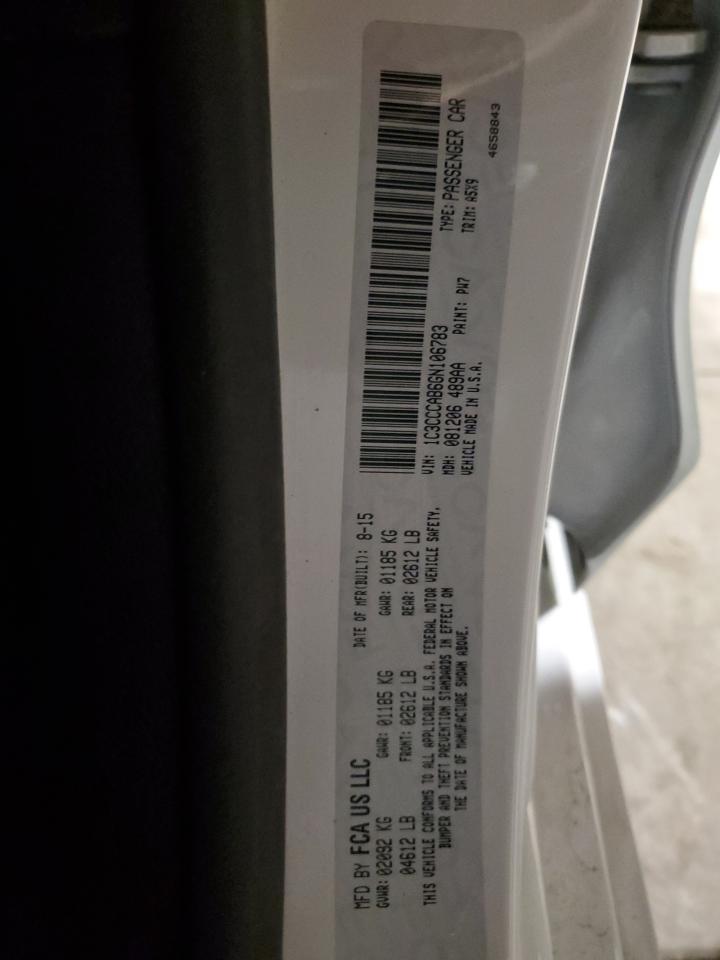 MFD BY FCA US LLC DATE OF MFR(BUILT): 8-15
GVWR: 02092 KG GAWR: 01185 KG GAWR: 01185 KG
04612 LB FRONT: 02612 LB REAR: 02612 LB
THIS VEHICLE CONFORMS TO ALL APPLICABLE U.S.A. FEDERAL MOTOR VEHICLE SAFETY,
BUMPER AND THEFT PREVENTION STANDARDS IN EFFECT ON
THE DATE OF MANUFACTURE SHOWN ABOVE.
VIN: 1C3CCCAB6GN106783 TYPE: PASSENGER CAR
MDH: 081206 489AA PAINT: PW7 TRIM: A5X9
VEHICLE MADE IN U.S.A.
4658843